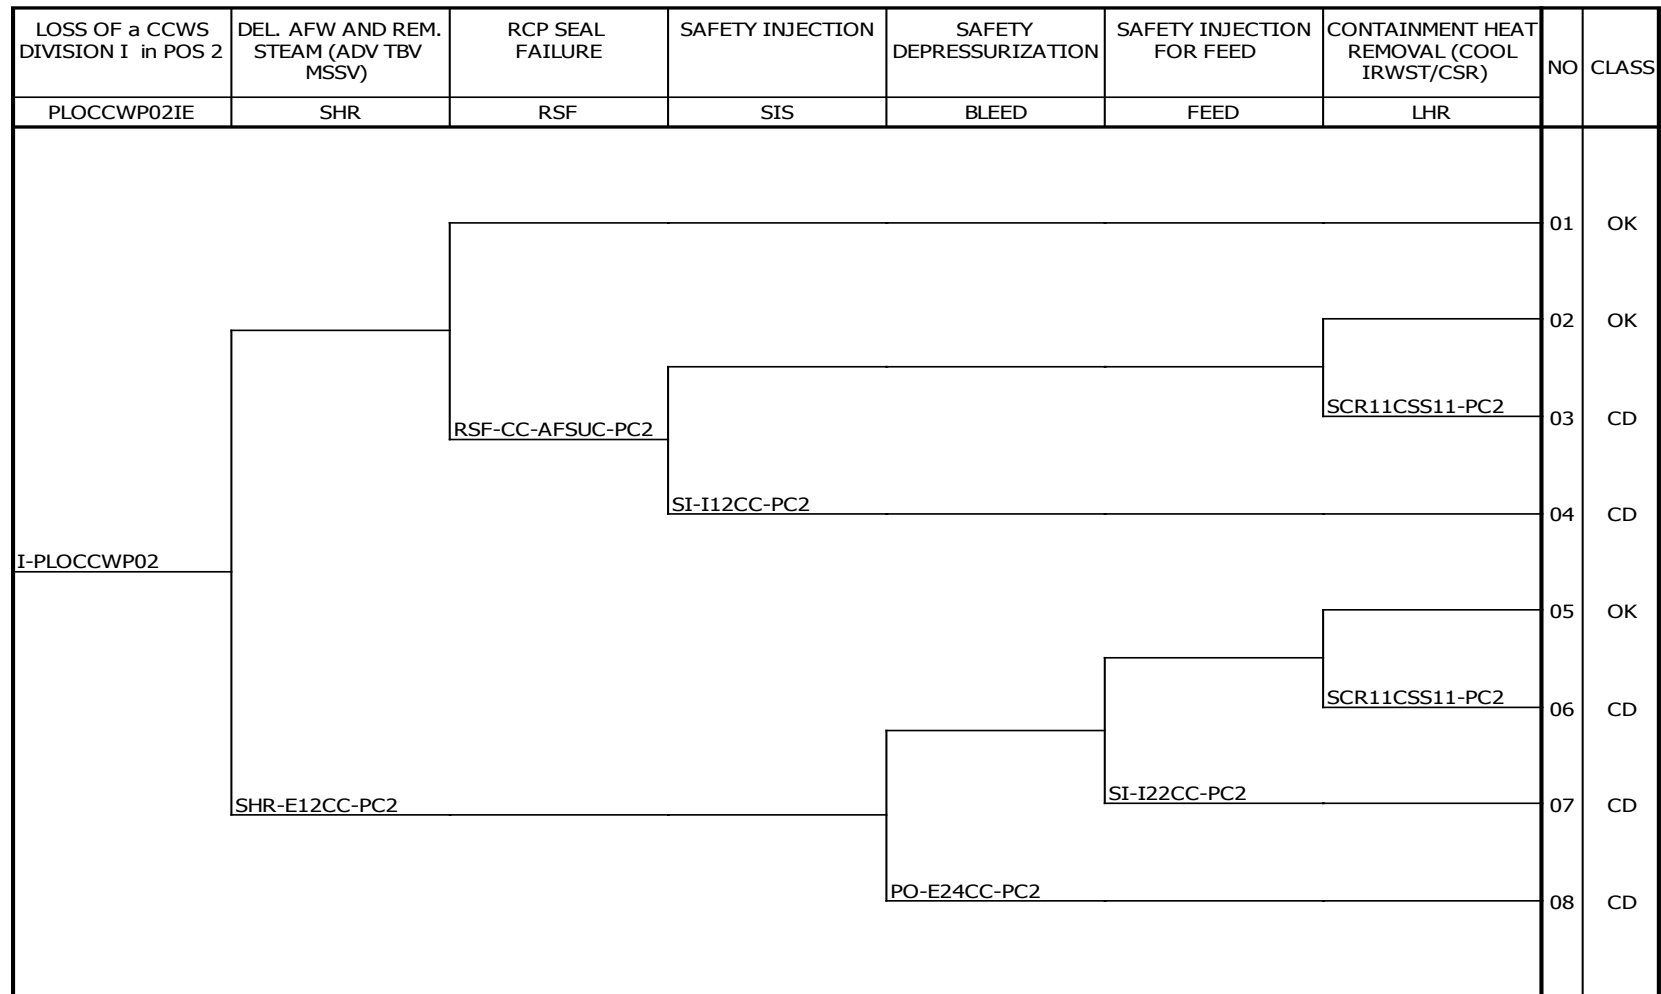 LOSS OF a CCWS
DIVISION I in POS 2
DEL. AFW AND REM.
STEAM (ADV TBV
MSSV)
RCP SEAL
FAILURE
SAFETY INJECTION
SAFETY
DEPRESSURIZATION
SAFETY INJECTION
FOR FEED
CONTAINMENT HEAT
REMOVAL (COOL
IRWST/CSR)
NO
CLASS
PLOCCWP02IE
SHR
RSF
SIS
BLEED
FEED
LHR
01 OK
02 OK
SCR11CSS11-PC2
03 CD
RSF-CC-AFSUC-PC2
SI-I12CC-PC2
04 CD
I-PLOCCWP02
05 OK
SCR11CSS11-PC2
06 CD
SI-I22CC-PC2
07 CD
SHR-E12CC-PC2
PO-E24CC-PC2
08 CD